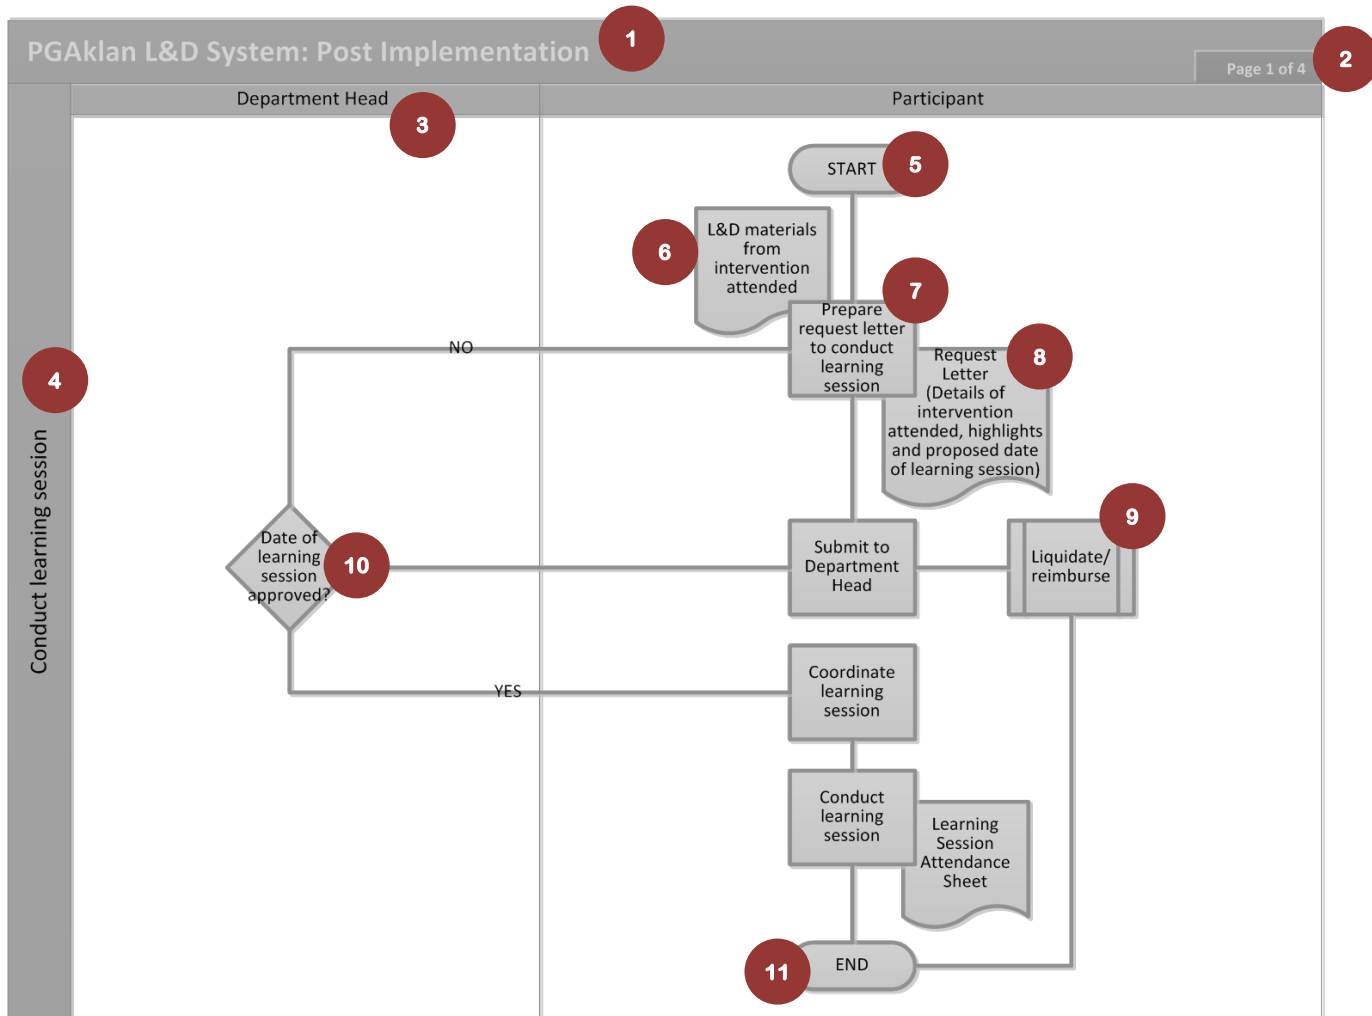 PGAklan L&D System: Post Implementation
1
Page 1 of 4
2
Department Head
Participant
3
START
5
L&D materials
from
intervention
attended
6
7
Prepare
request letter
to conduct
learning
session
Request
Letter
(Details of
intervention
attended, highlights
and proposed date
of learning session)
8
NO
4
Conduct learning session
Date of
learning
session
approved?
10
Submit to
Department
Head
Liquidate/
reimburse
9
YES
Coordinate
learning
session
Conduct
learning
session
Learning
Session
Attendance
Sheet
11
END